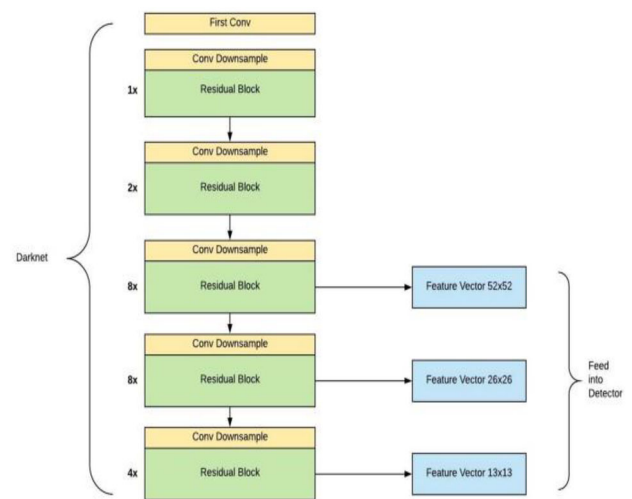 First Conv
Conv Downsample
1x
Residual Block
Conv Downsample
2x
Residual Block
Darknet
Conv Downsample
8x
Residual Block
Feature Vector 52x52
Conv Downsample
8x
Residual Block
Feature Vector 26x26
Feed
into
Detector
Conv Downsample
4x
Residual Block
Feature Vector 13x13